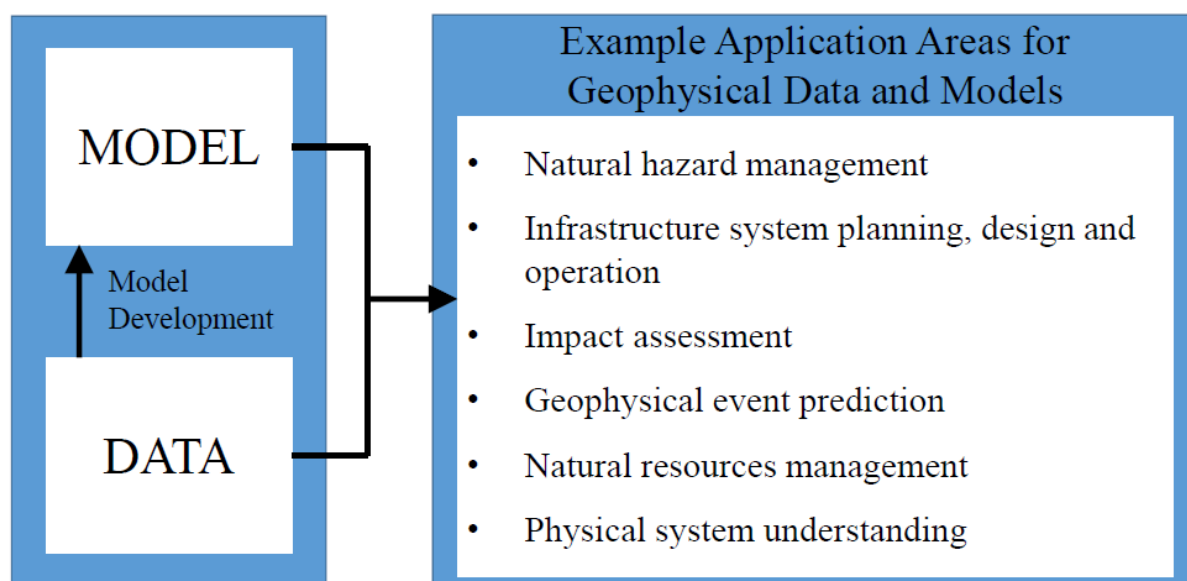 MODEL
Model
Development
DATA
Example Application Areas for
Geophysical Data and Models
• Natural hazard management
• Infrastructure system planning, design and
operation
• Impact assessment
• Geophysical event prediction
• Natural resources management
• Physical system understanding